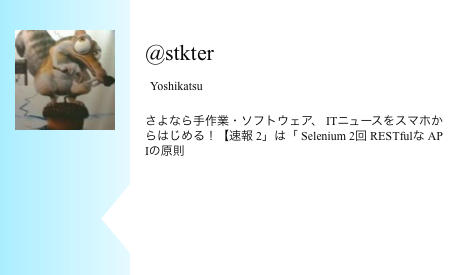 @stkter
Yoshikatsu
さよなら手作業・ソフトウェア、 ITニュースをスマホか
らはじめる！【速報 2」は「 Selenium 2回 RESTfulな AP
Iの原則